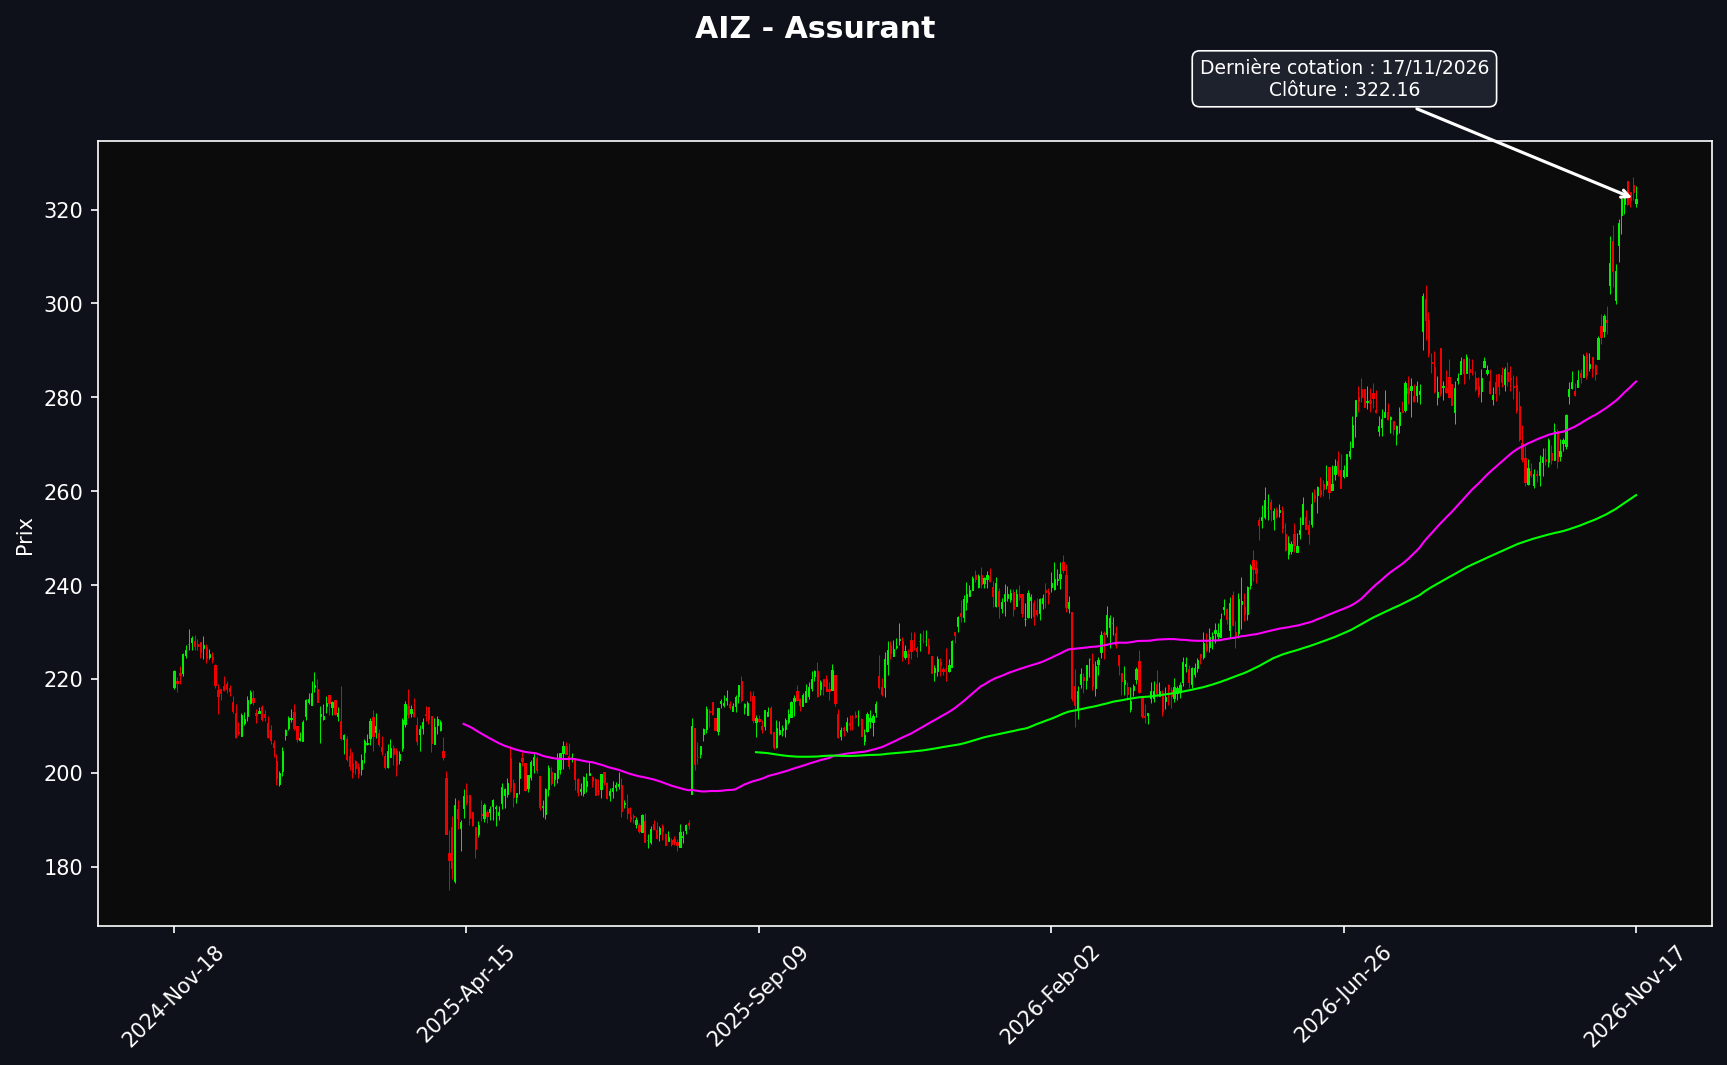 AIZ - Assurant
Dernière cotation : 17/11/2026
Clôture : 322.16
Prix
320
300
280
260
240
220
200
180
2024-Nov-18
2025-Apr-15
2025-Sep-09
2026-Feb-02
2026-Jun-26
2026-Nov-17